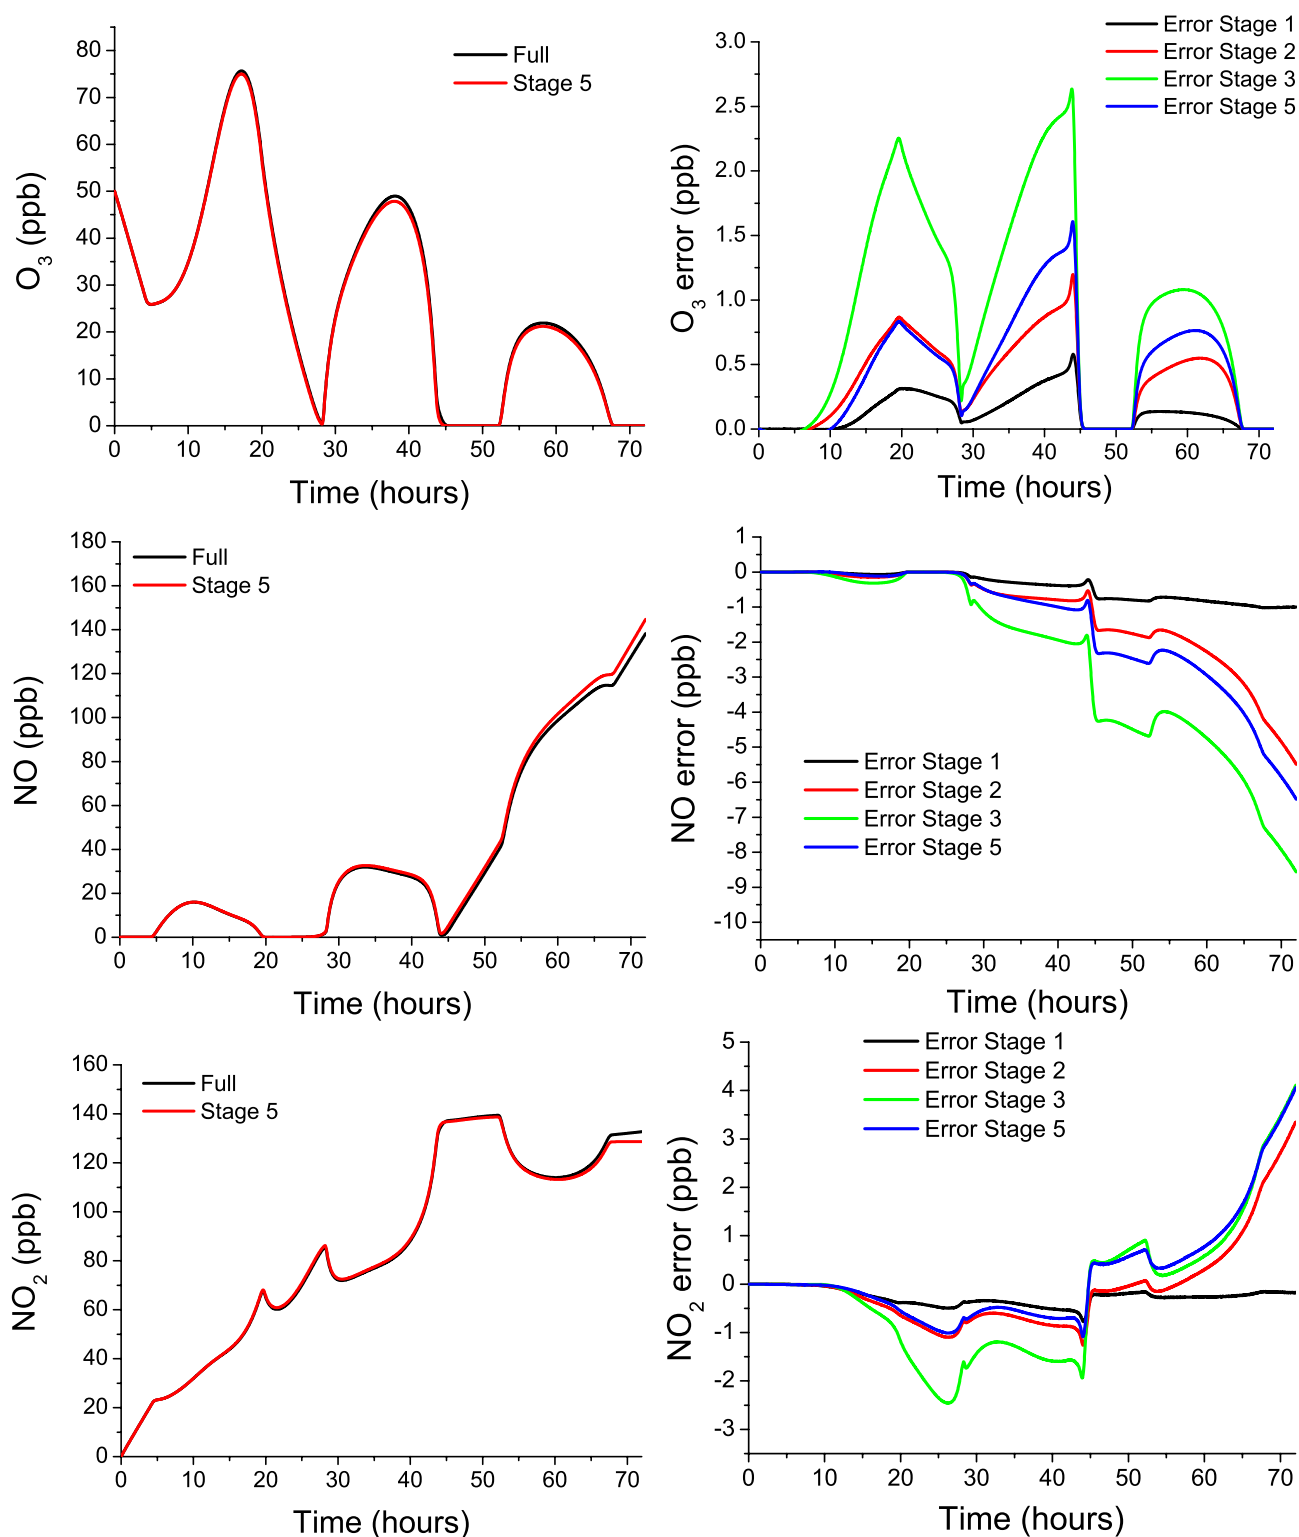 80
70
60
50
40
30
20
10
0
0 10 20 30 40 50 60 70
Time (hours)
O3 (ppb)
Full
Stage 5
Error Stage 1
Error Stage 2
Error Stage 3
Error Stage 5
3.0
2.5
2.0
1.5
1.0
0.5
0.0
0 10 20 30 40 50 60 70
Time (hours)
O3 error (ppb)
180
160
140
120
100
80
60
40
20
0
0 10 20 30 40 50 60 70
Time (hours)
NO (ppb)
Full
Stage 5
1
0
-1
-2
-3
-4
-5
-6
-7
-8
-9
-10
0 10 20 30 40 50 60 70
Time (hours)
NO error (ppb)
Error Stage 1
Error Stage 2
Error Stage 3
Error Stage 5
160
140
120
100
80
60
40
20
0
0 10 20 30 40 50 60 70
Time (hours)
NO2 (ppb)
Full
Stage 5
5
4
3
2
1
0
-1
-2
-3
0 10 20 30 40 50 60 70
Time (hours)
NO2 error (ppb)
Error Stage 1
Error Stage 2
Error Stage 3
Error Stage 5